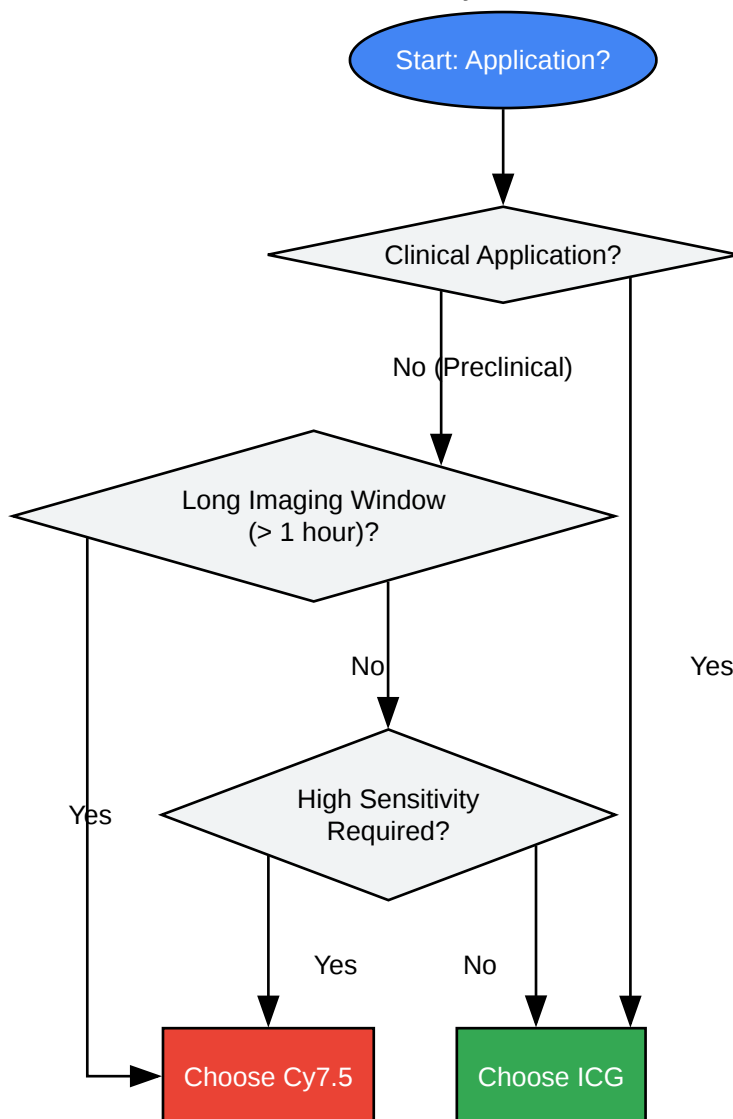 Start: Application?
Clinical Application?
No (Preclinical)
Long Imaging Window
(> 1 hour)?
No
Yes
High Sensitivity
Required?
Yes
Yes
No
Choose Cy7.5
Choose ICG